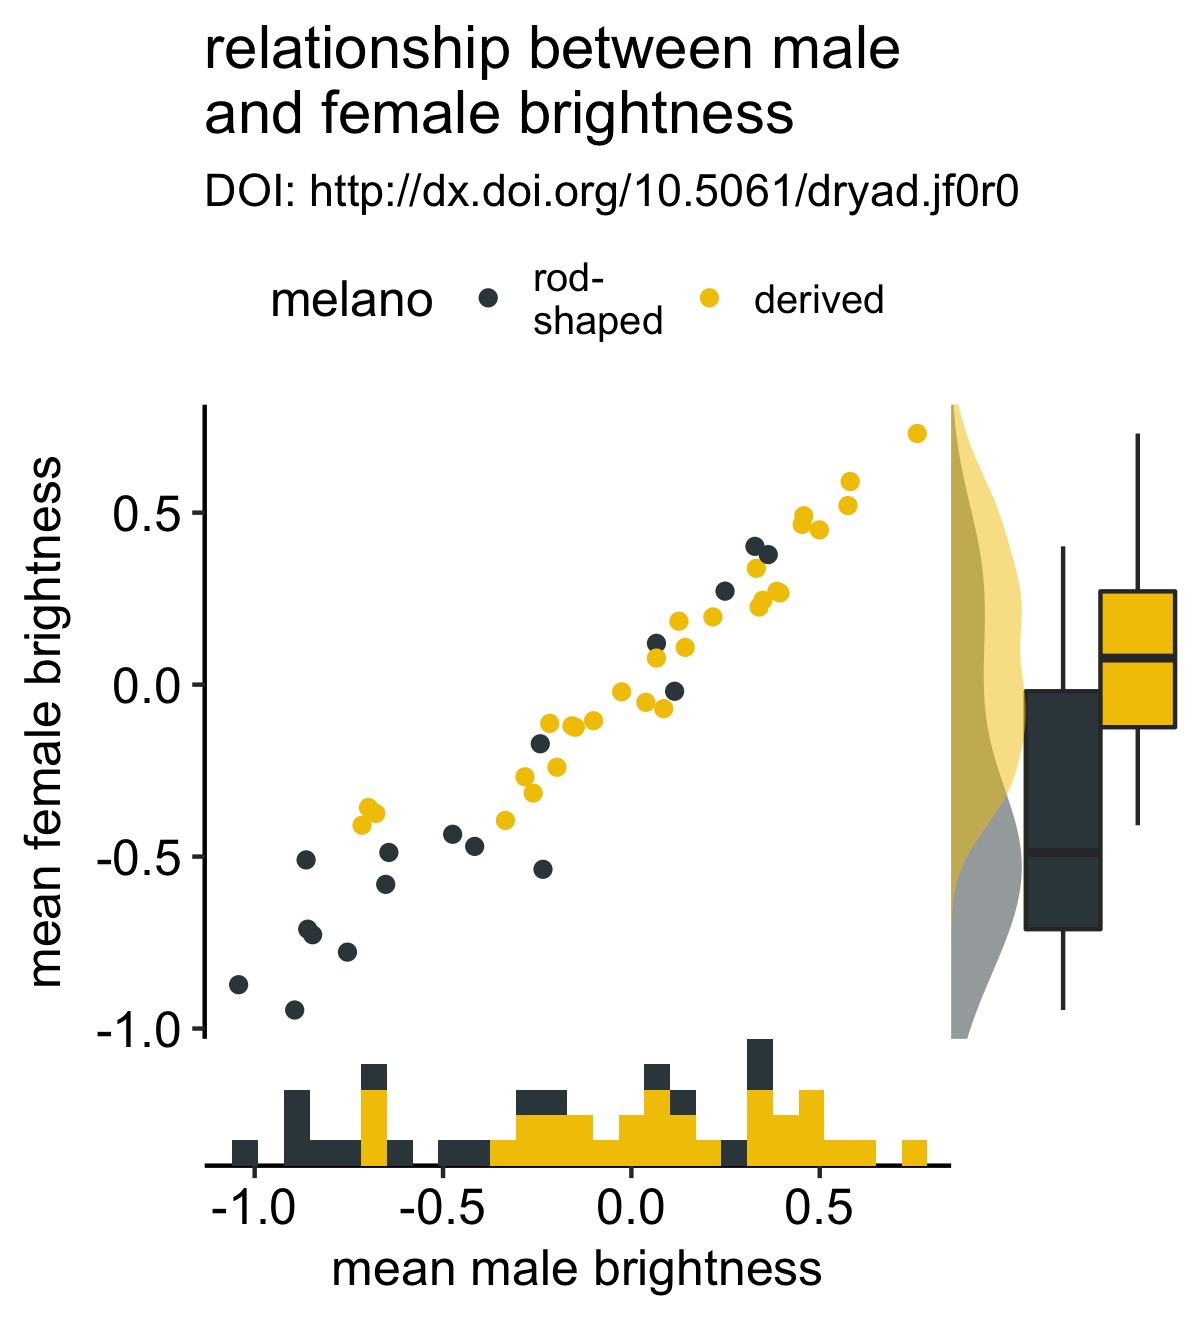 relationship between male
and female brightness
DOI: http://dx.doi.org/10.5061/dryad.jf0r0
melano
rod-
shaped
derived
mean female brightness
0.5
0.0
-0.5
-1.0
-1.0 -0.5 0.0 0.5
mean male brightness